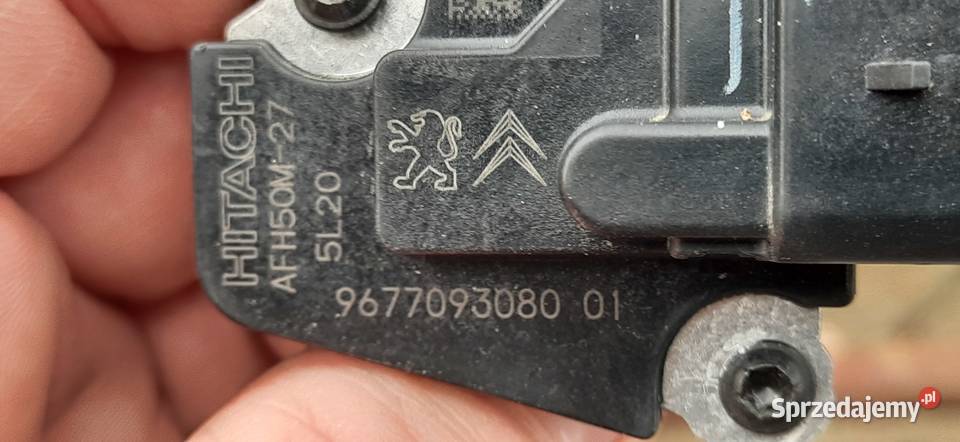 HITACHI
AFH50M-27
5L20
9677093080 01
Sprzedajemy.pl